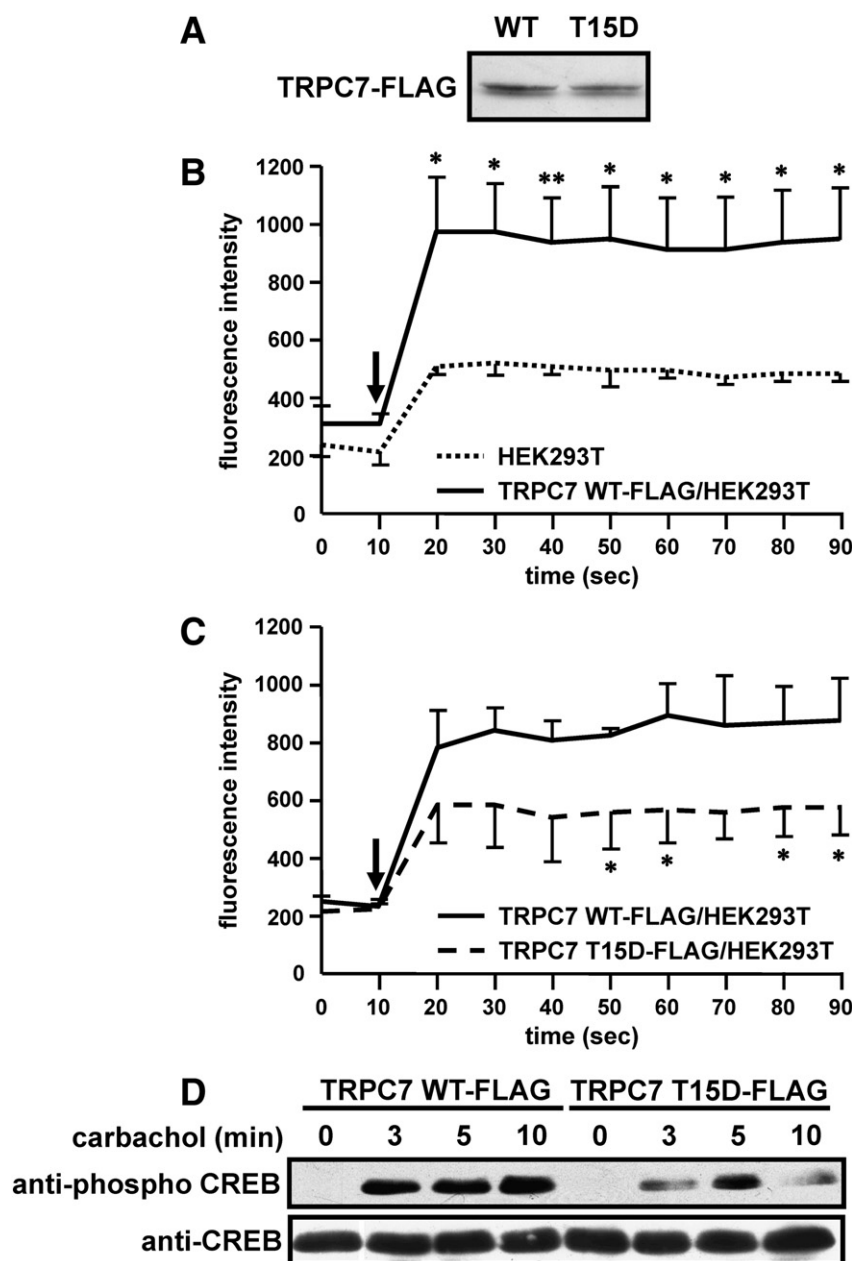 A
WT T15D
TRPC7-FLAG
B
1200
1000
800
600
400
200
0
fluorescence intensity
* * ** * * * * *
HEK293T
TRPC7 WT-FLAG/HEK293T
0 10 20 30 40 50 60 70 80 90
time (sec)
C
1200
1000
800
600
400
200
0
fluorescence intensity
* * * *
TRPC7 WT-FLAG/HEK293T
TRPC7 T15D-FLAG/HEK293T
0 10 20 30 40 50 60 70 80 90
time (sec)
D
TRPC7 WT-FLAG TRPC7 T15D-FLAG
carbachol (min) 0 3 5 10 0 3 5 10
anti-phospho CREB
anti-CREB